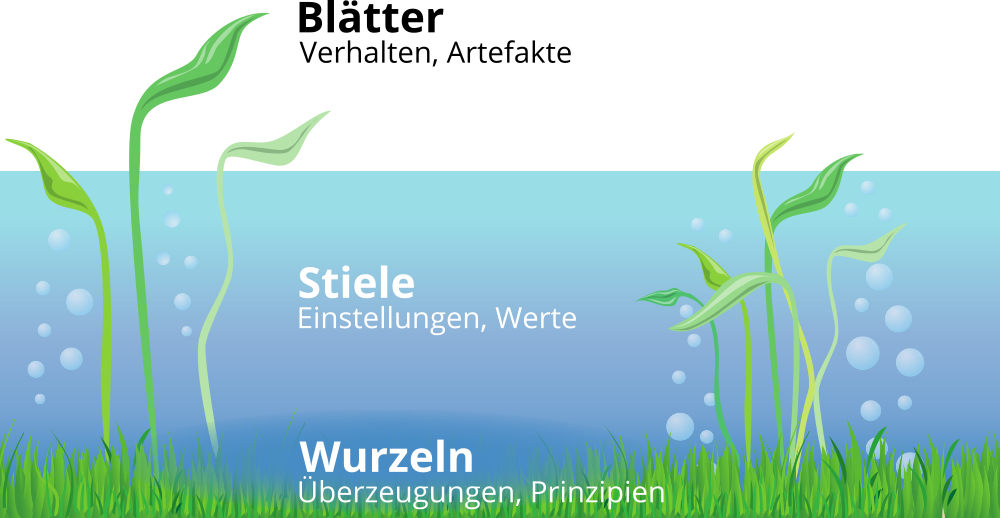 Blätter
Verhalten, Artefakte
Stiele
Einstellungen, Werte
Wurzeln
Überzeugungen, Prinzipien